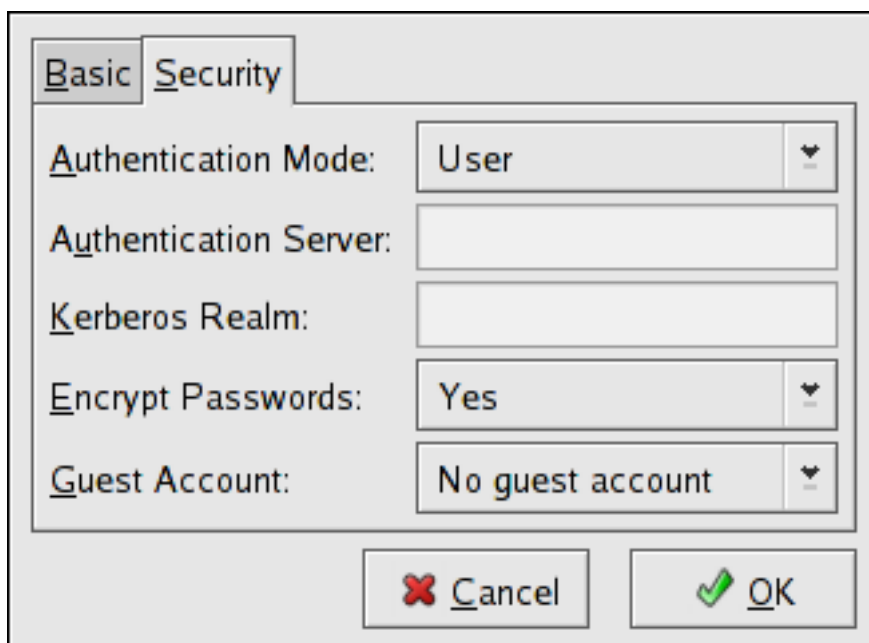 Basic Security
Authentication Mode: User
Authentication Server:
Kerberos Realm:
Encrypt Passwords: Yes
Guest Account: No guest account
Cancel OK